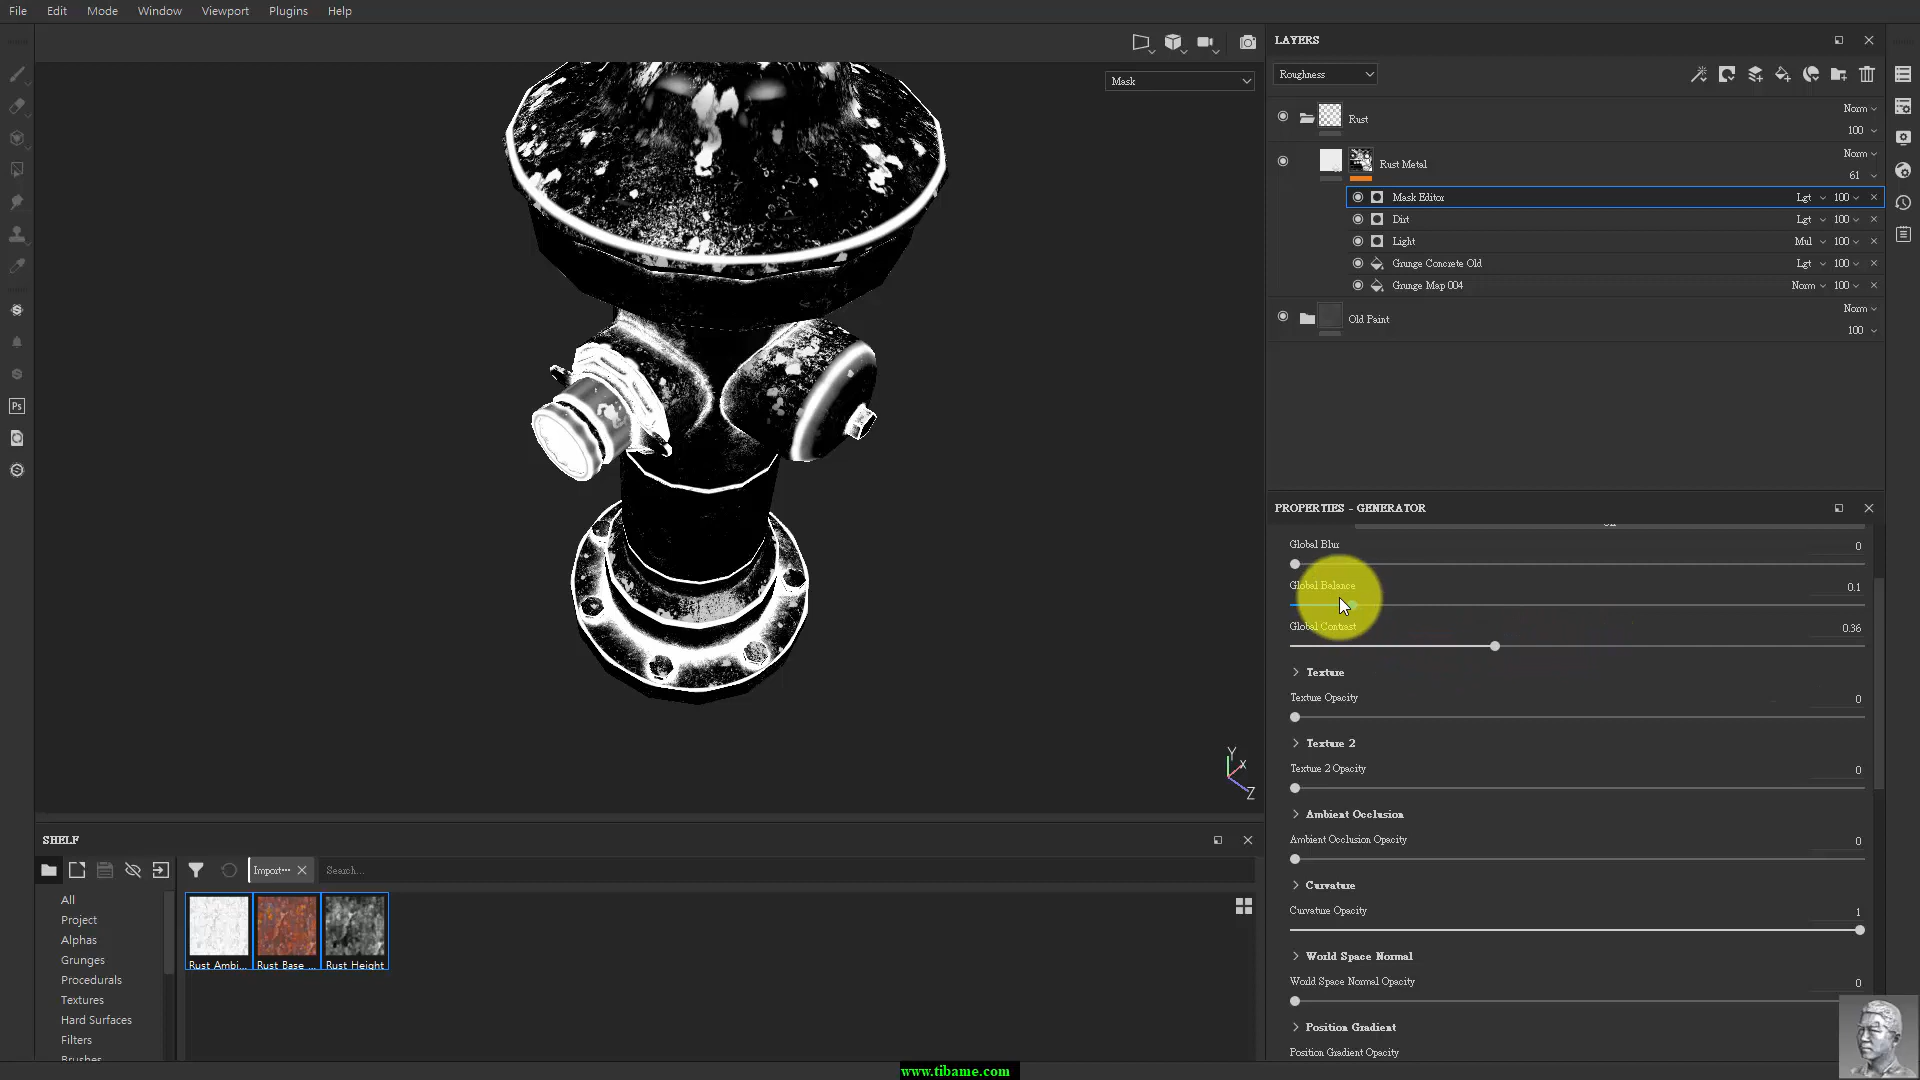 File Edit Mode Window Viewport Plugins Help
LAYERS
Mask
Roughness
Norm
Rust
100
Norm
Rust Metal
61
Mask Editor Lgt 100
Dirt Lgt 100
Light Mul 100
Grunge Concrete Old Lgt 100
Grunge Map 004 Norm 100
Norm
Old Paint
100
PROPERTIES - GENERATOR
Global Blur 0
Global Balance 0.1
Global Contrast 0.36
Texture
Texture Opacity 0
Texture 2
Texture 2 Opacity 0
Ambient Occlusion
Ambient Occlusion Opacity 0
Curvature
Curvature Opacity 1
World Space Normal
World Space Normal Opacity 0
Position Gradient
Position Gradient Opacity
Y
X
Z
Ps
SHELF
Import··· Search...
All
Project
Alphas
Grunges
Procedurals
Textures
Hard Surfaces
Filters
Brushes
Rust Ambi... Rust Base ... Rust Height
www.tibame.com